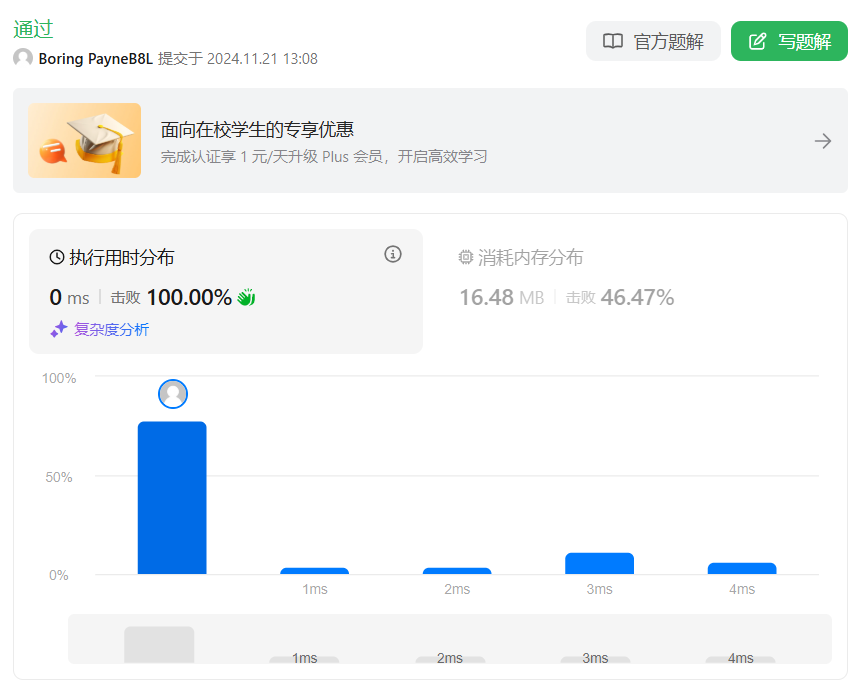 通过
Boring PayneB8L 提交于 2024.11.21 13:08
官方题解
写题解
面向在校学生的专享优惠
完成认证享 1 元/天升级 Plus 会员，开启高效学习
执行用时分布
0 ms 击败 100.00%
复杂度分析
消耗内存分布
16.48 MB 击败 46.47%
100%
50%
0%
1ms 2ms 3ms 4ms
1ms 2ms 3ms 4ms